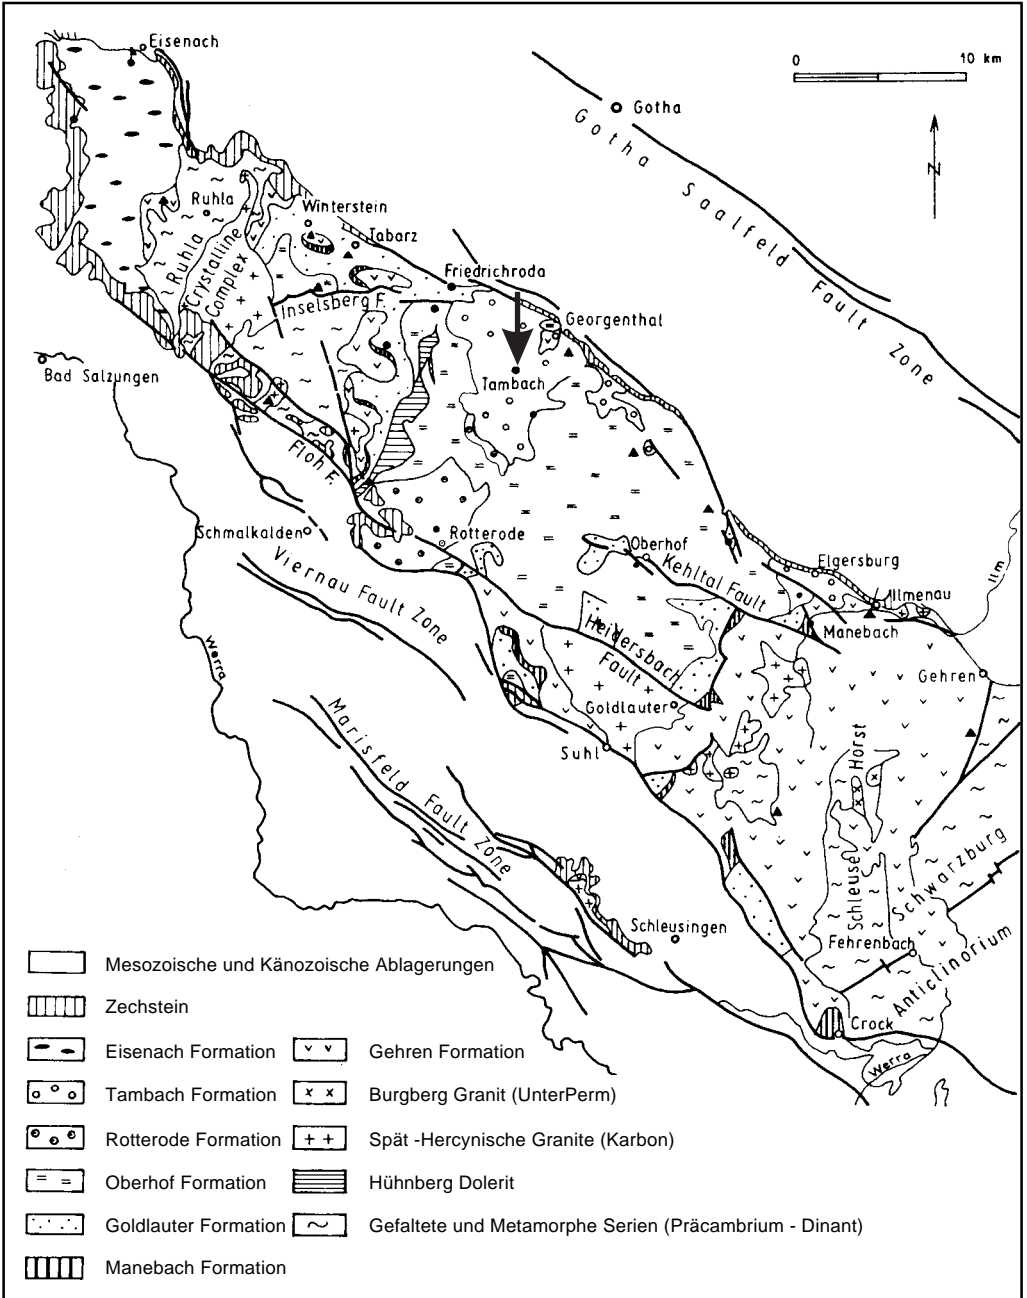 Eisenach
0 10 km
Gotha
Gotha Saalfeld Fault Zone
N
Ruhla
Winterstein
Tabarz
Ruhla Crystalline Complex
Friedrichroda
Inselsberg F.
Georgenthal
Bad Salzungen
Tambach
Floh F.
Schmalkalden
Rotterode
Oberhof
Elgersburg
Ilm
Viernau Fault Zone
Kehltal Fault
Ilmenau
Manebach
Werra
Heidersbach Fault
Gehren
Goldlauter
Marisfeld Fault Zone
Suhl
Schleuse Horst
Schwarzburg Anticlinorium
Schleusingen
Fehrenbach
Crock
Werra
Mesozoische und Känozoische Ablagerungen
Zechstein
Eisenach Formation
Gehren Formation
Tambach Formation
Burgberg Granit (UnterPerm)
Rotterode Formation
Spät -Hercynische Granite (Karbon)
Oberhof Formation
Hühnberg Dolerit
Goldlauter Formation
Gefaltete und Metamorphe Serien (Präcambrium - Dinant)
Manebach Formation